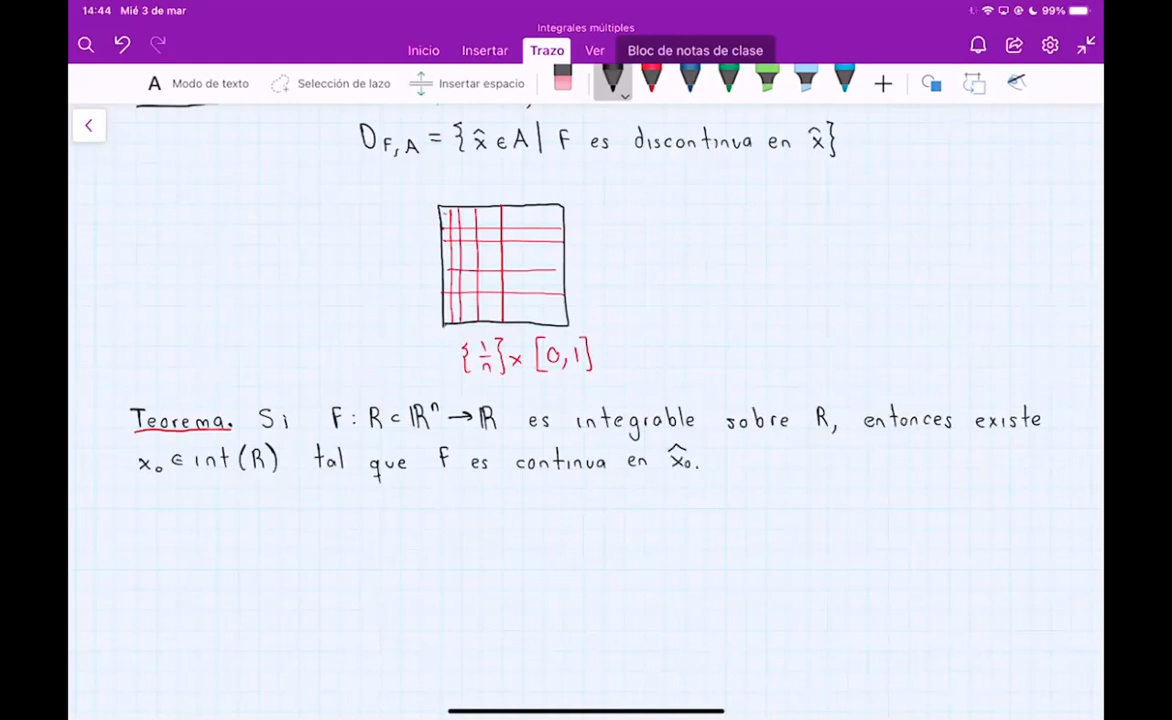 14:44 Mié 3 de mar
99%
Integrales múltiples
Inicio Insertar Trazo Ver Bloc de notas de clase
A Modo de texto Selección de lazo Insertar espacio
D_{F,A} = {x̂ ∈ A | F es discontinua en x̂}
{1/n} × [0,1]
Teorema. Si F: R ⊂ ℝⁿ → ℝ es integrable sobre R, entonces existe
x₀ ∈ int(R) tal que F es continua en x̂₀.